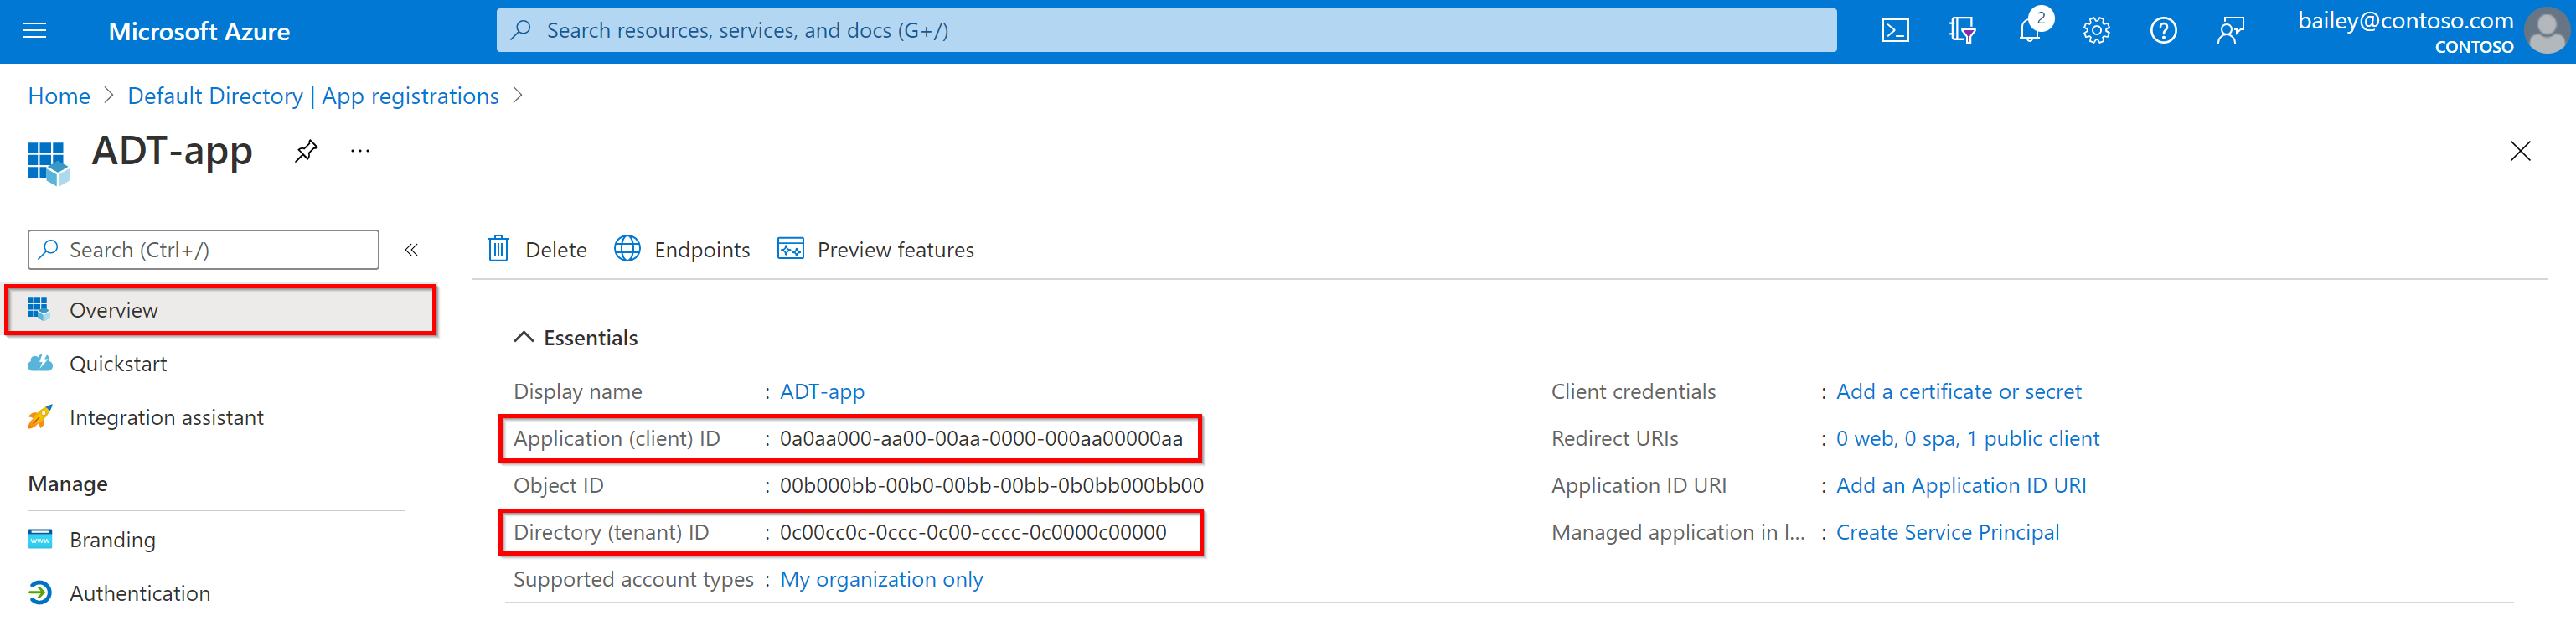 Microsoft Azure
Search resources, services, and docs (G+/)
2
bailey@contoso.com
CONTOSO
Home > Default Directory | App registrations >
ADT-app
...
Search (Ctrl+/)
«
Delete
Endpoints
Preview features
Overview
Quickstart
Integration assistant
Manage
Branding
Authentication
Essentials
Display name : ADT-app
Application (client) ID : 0a0aa000-aa00-00aa-0000-000aa00000aa
Object ID : 00b000bb-00b0-00bb-00bb-0b0bb000bb00
Directory (tenant) ID : 0c00cc0c-0ccc-0c00-cccc-0c0000c00000
Supported account types : My organization only
Client credentials : Add a certificate or secret
Redirect URIs : 0 web, 0 spa, 1 public client
Application ID URI : Add an Application ID URI
Managed application in l... : Create Service Principal